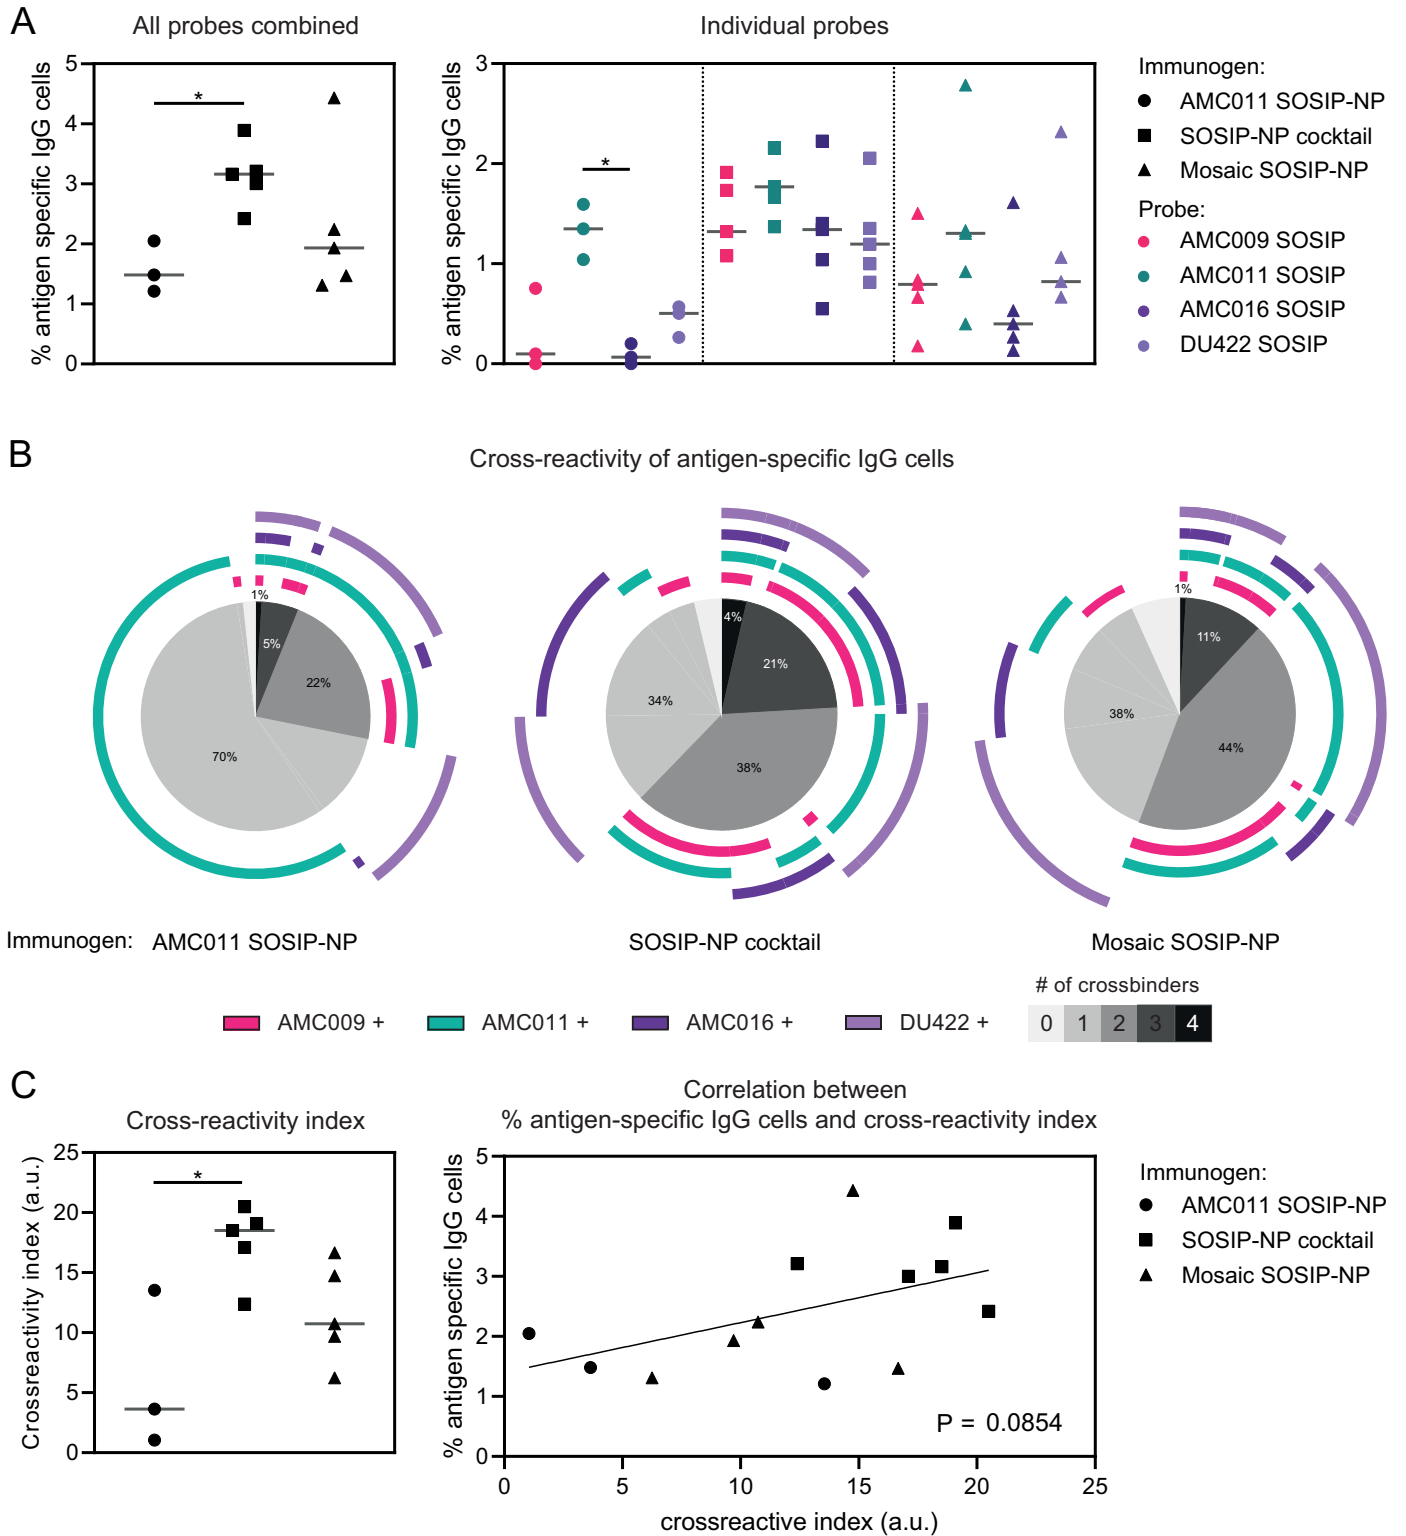 A
All probes combined
Individual probes
% antigen specific IgG cells
5
4
3
2
1
0
*
% antigen specific IgG cells
3
2
1
0
*
Immunogen:
AMC011 SOSIP-NP
SOSIP-NP cocktail
Mosaic SOSIP-NP
Probe:
AMC009 SOSIP
AMC011 SOSIP
AMC016 SOSIP
DU422 SOSIP
B
Cross-reactivity of antigen-specific IgG cells
1%
5%
22%
70%
4%
21%
38%
34%
1%
11%
44%
38%
Immunogen:
AMC011 SOSIP-NP
SOSIP-NP cocktail
Mosaic SOSIP-NP
AMC009 +
AMC011 +
AMC016 +
DU422 +
# of crossbinders
0 1 2 3 4
C
Cross-reactivity index
Crossreactivity index (a.u.)
25
20
15
10
5
0
*
Correlation between
% antigen-specific IgG cells and cross-reactivity index
% antigen specific IgG cells
5
4
3
2
1
0
P = 0.0854
0 5 10 15 20 25
crossreactive index (a.u.)
Immunogen:
AMC011 SOSIP-NP
SOSIP-NP cocktail
Mosaic SOSIP-NP